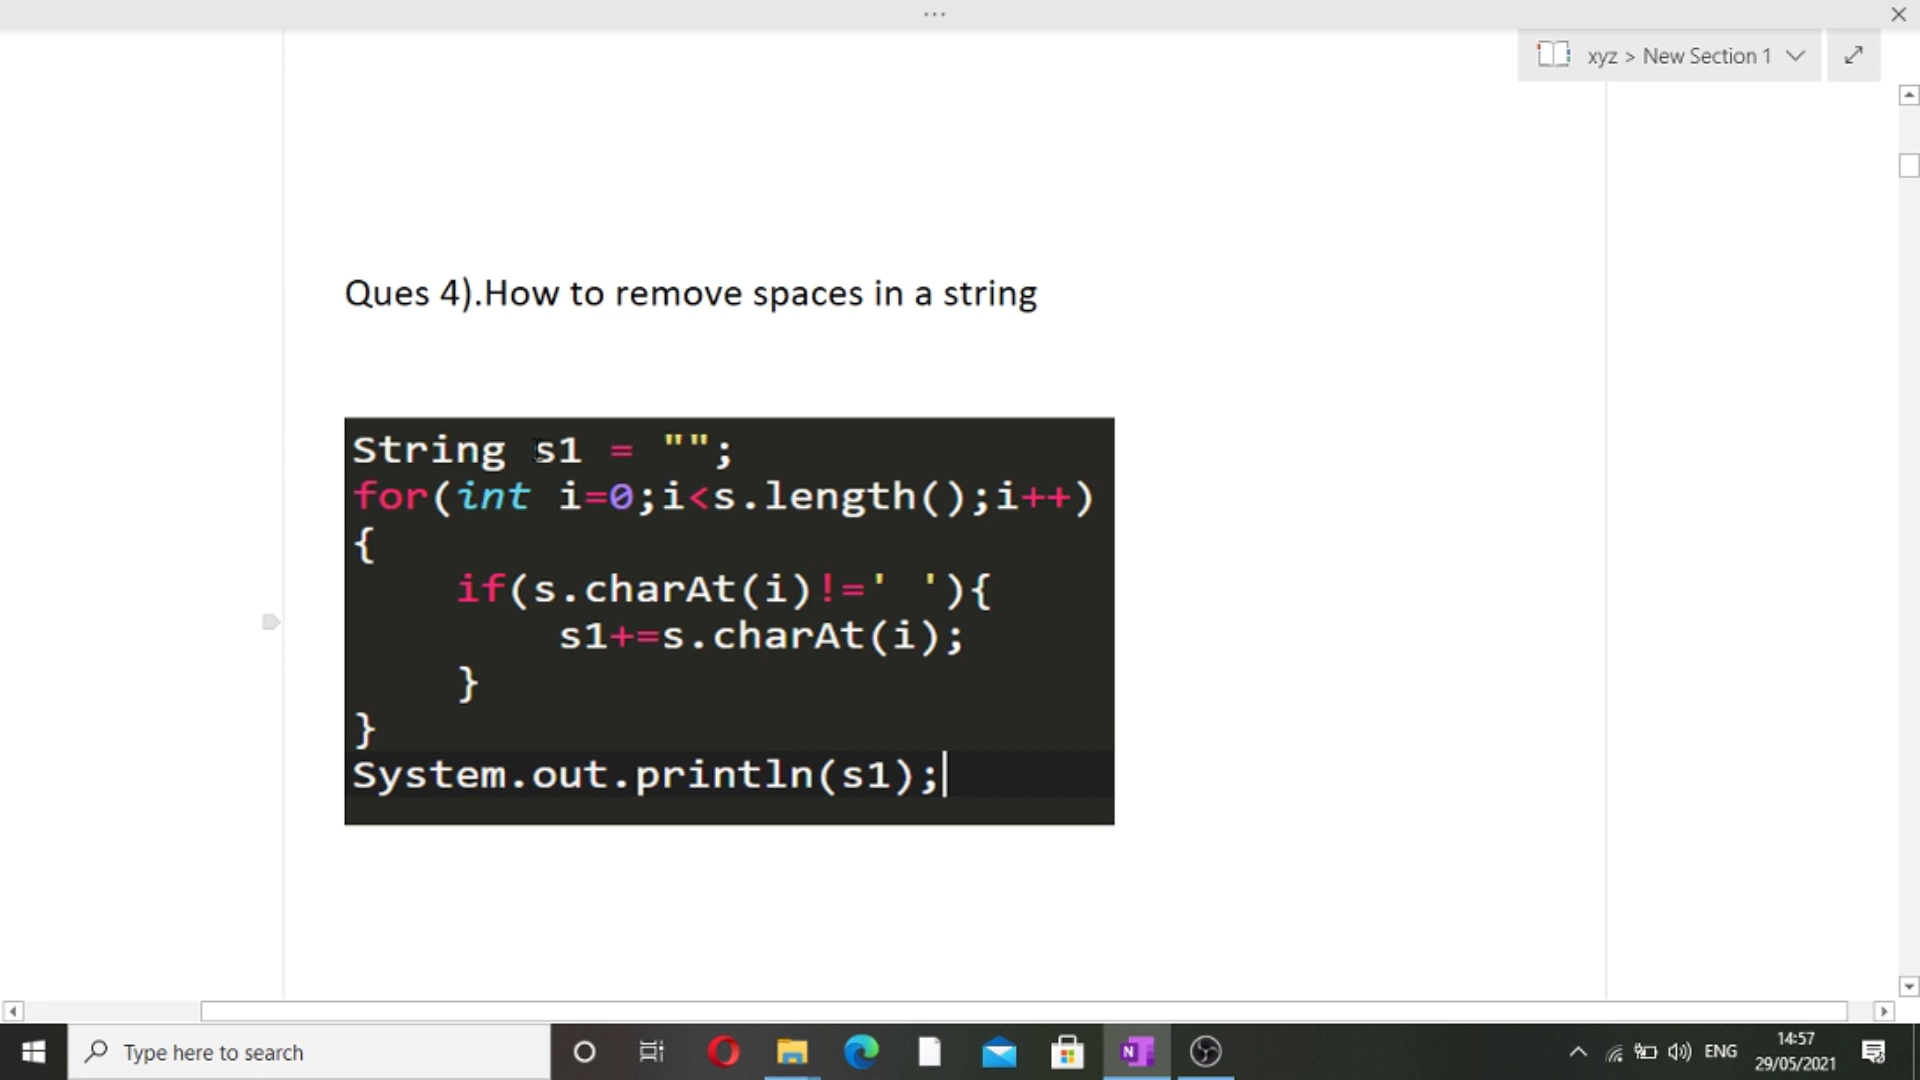 xyz > New Section 1
Ques 4).How to remove spaces in a string
String s1 = "";
for(int i=0;i<s.length();i++)
{
if(s.charAt(i)!=' '){
s1+=s.charAt(i);
}
}
System.out.println(s1);
Type here to search
N
ENG
14:57
29/05/2021